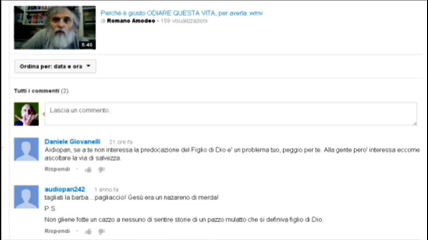 Perchè è giusto ODIARE QUESTA VITA, per averla .wmv
di Romano Amodeo • 159 visualizzazioni
5:40
Ordina per: data e ora
Tutti i commenti (2)
Lascia un commento.
Daniele Giovanelli 21 ore fa
Aidiopan, se a te non interessa la predocazione del Figlio di Dio e' un problema tuo, peggio per te. Alla gente pero' interessa eccome
ascoltare la via di salvezza.
Rispondi
audiopan242 1 anno fa
tagliati la barba...pagliaccio! Gesù era un nazareno di merda!
P.S.
Non gliene fotte un cazzo a nessuno di sentire storie di un pazzo mulatto che si definiva figlio di Dio.
Rispondi